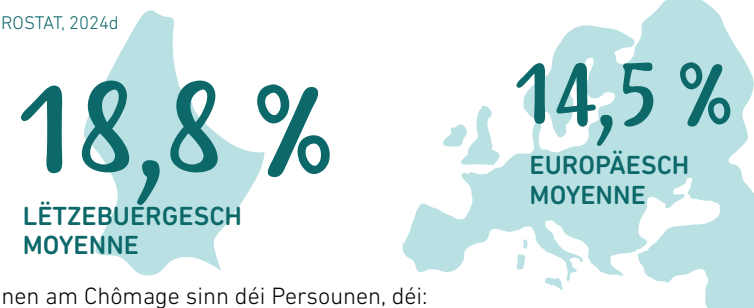 ROSTAT, 2024d
18,8 %
LËTZEBUERGESCH
MOYENNE
14,5 %
EUROPÄESCH
MOYENNE
nen am Chômage sinn déi Persounen, déi: